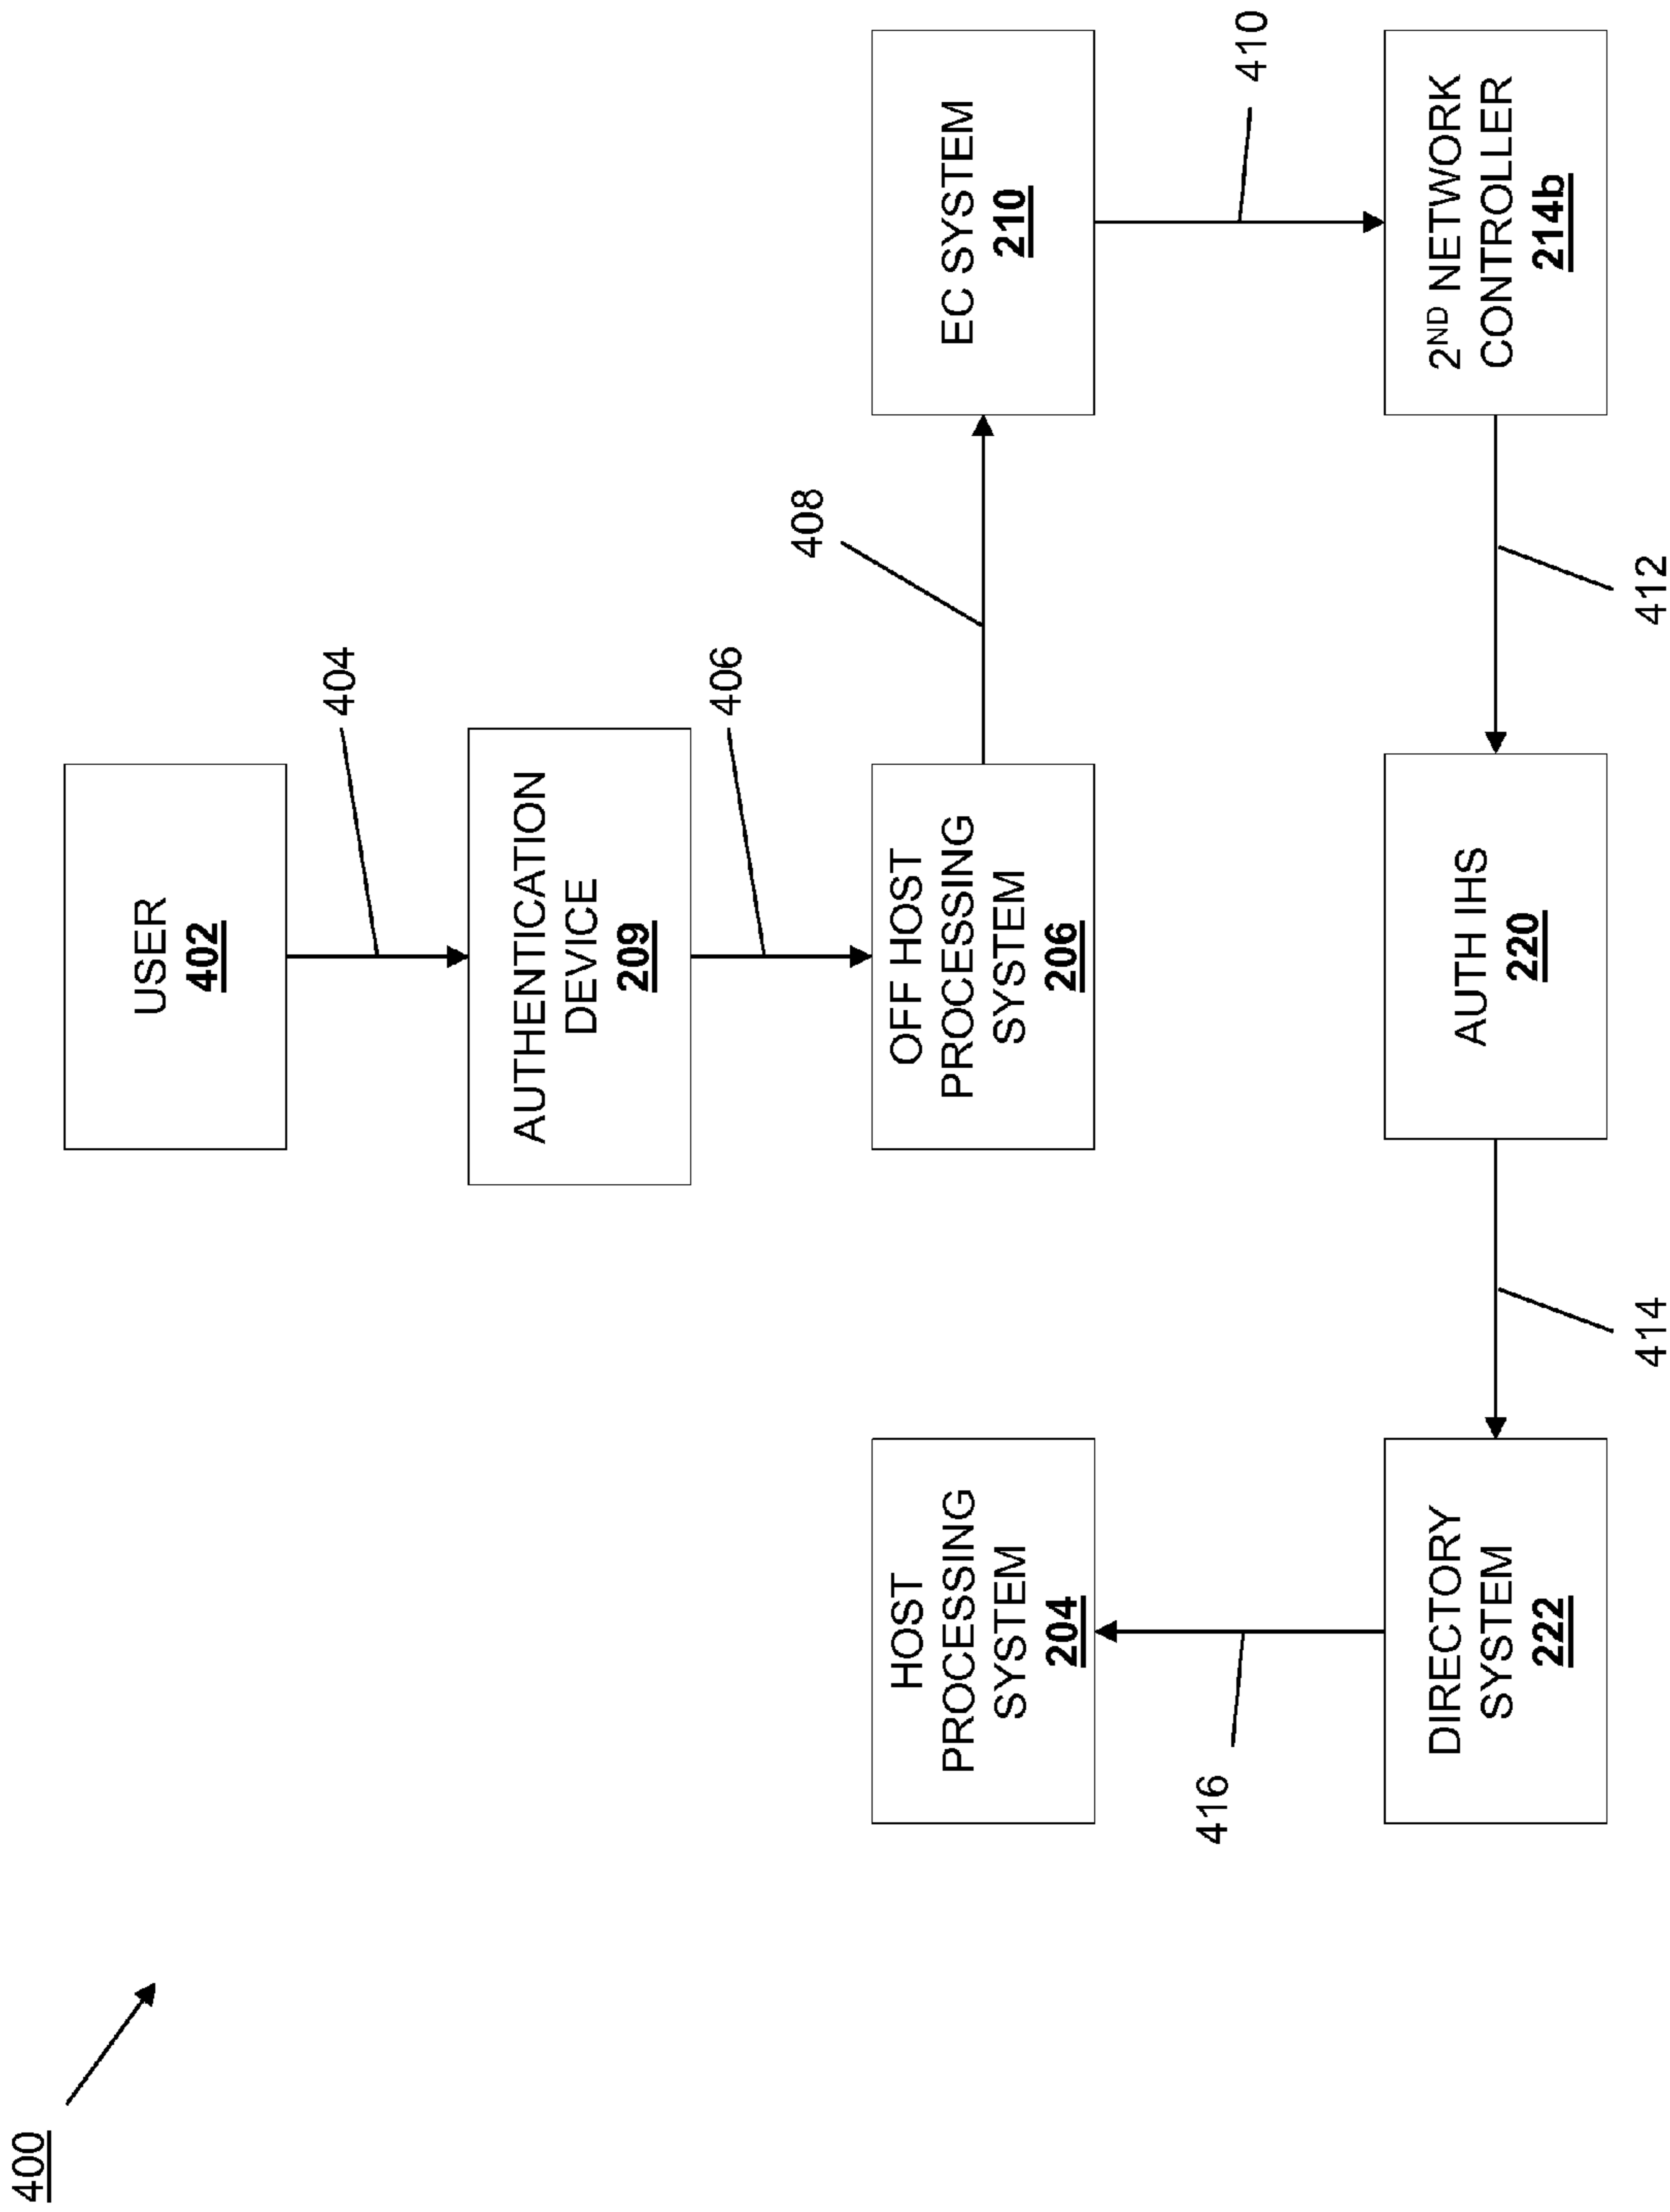 400
USER
402
404
AUTHENTICATION
DEVICE
209
406
OFF HOST
PROCESSING
SYSTEM
206
408
EC SYSTEM
210
410
2ND NETWORK
CONTROLLER
214b
412
AUTH IHS
220
414
DIRECTORY
SYSTEM
222
416
HOST
PROCESSING
SYSTEM
204